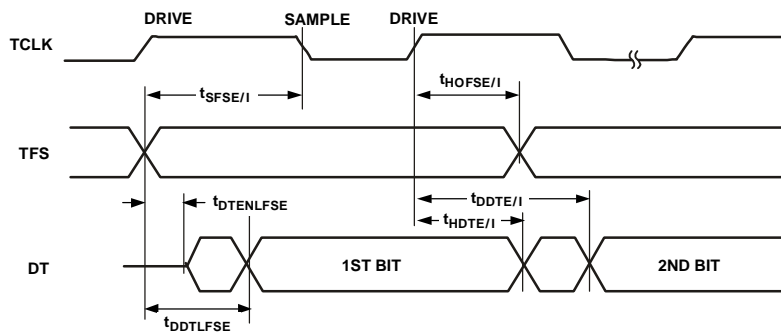 DRIVE SAMPLE DRIVE
TCLK
tSFSE/I tHOFSE/I
TFS
tDTENLFSE tDDTE/I
tHDTE/I
DT 1ST BIT 2ND BIT
tDDTLFSE